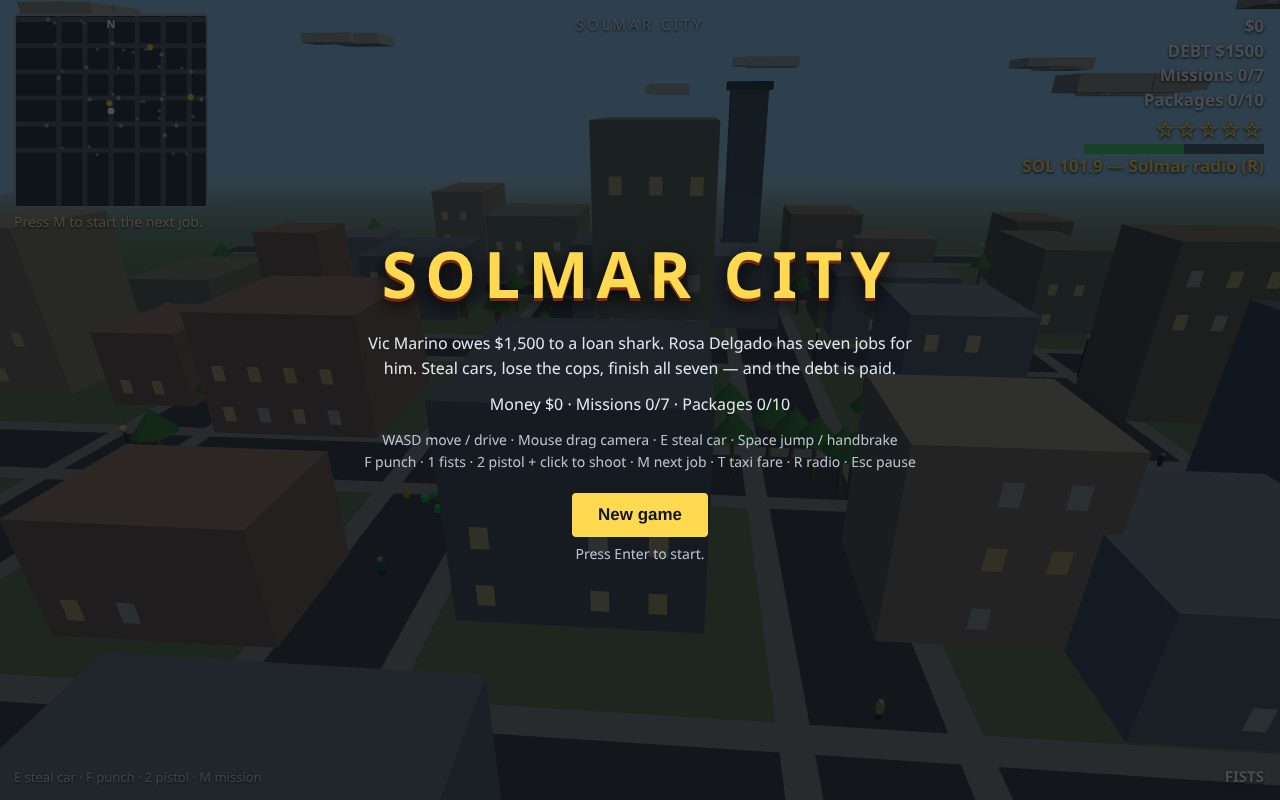 N
SOLMAR CITY
$0
DEBT $1500
Missions 0/7
Packages 0/10
☆☆☆☆☆
SOL 101.9 — Solmar radio (R)
Press M to start the next job.
SOLMAR CITY
Vic Marino owes $1,500 to a loan shark. Rosa Delgado has seven jobs for
him. Steal cars, lose the cops, finish all seven — and the debt is paid.
Money $0 · Missions 0/7 · Packages 0/10
WASD move / drive · Mouse drag camera · E steal car · Space jump / handbrake
F punch · 1 fists · 2 pistol + click to shoot · M next job · T taxi fare · R radio · Esc pause
New game
Press Enter to start.
E steal car · F punch · 2 pistol · M mission
FISTS